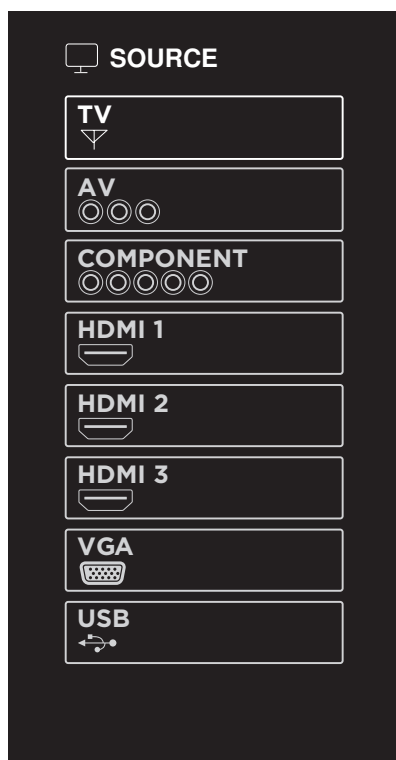 SOURCE
TV
AV
COMPONENT
HDMI 1
HDMI 2
HDMI 3
VGA
USB